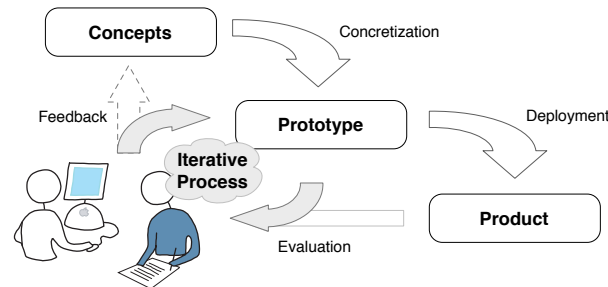 Concepts
Concretization
Feedback
Prototype
Deployment
Iterative
Process
Product
Evaluation